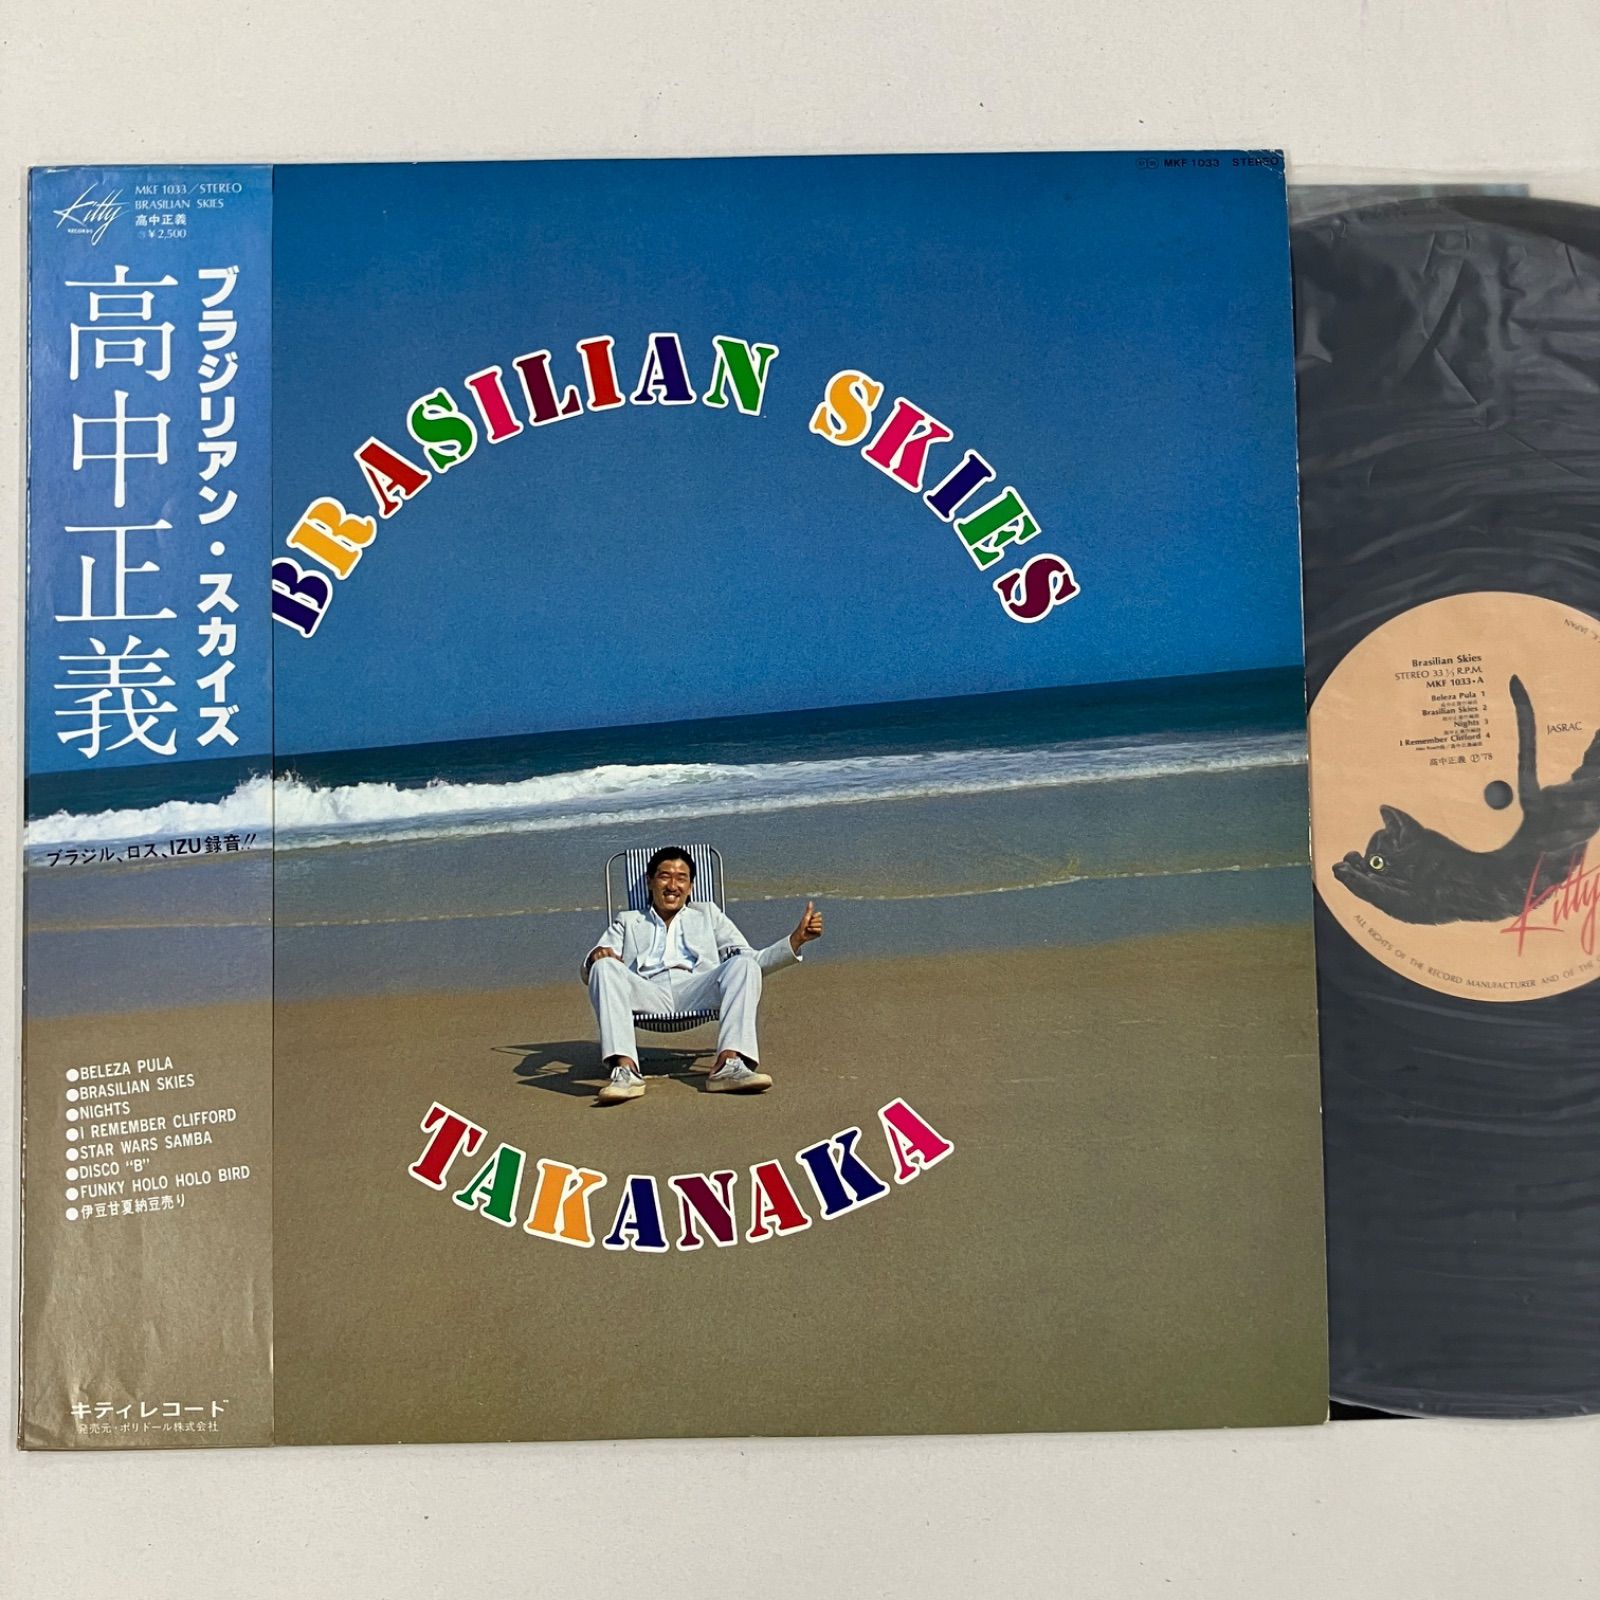 Kitty
RECORDS
MKF 1033/STEREO
BRASILIAN SKIES
高中正義
¥2,500
ブラジリアン・スカイズ
高中正義
ブラジル、ロス、IZU録音!!
●BELEZA PULA
●BRASILIAN SKIES
●NIGHTS
●I REMEMBER CLIFFORD
●STAR WARS SAMBA
●DISCO "B"
●FUNKY HOLO HOLO BIRD
●伊豆甘夏納豆売り
キティレコード
発売元・ポリドール株式会社
MKF 1033 STEREO
BRASILIAN SKIES
TAKANAKA
Brasilian Skies
STEREO 33 1/3 R.P.M.
MKF 1033・A
Beleza Pula 1
Brasilian Skies 2
Nights 3
I Remember Clifford 4
高中正義 Ⓟ'78
JASRAC
Kitty
ALL RIGHTS OF THE RECORD MANUFACTURER AND OF THE
JAPAN